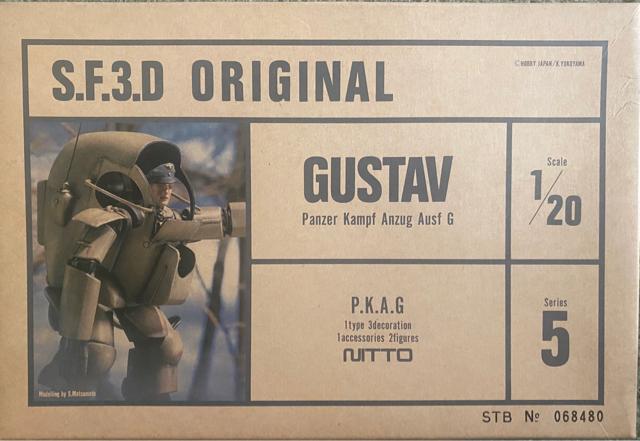 S.F.3.D ORIGINAL
© HOBBY JAPAN/K.YOKOYAMA
GUSTAV
Panzer Kampf Anzug Ausf G
Scale
1/20
P.K.A.G
1type 3decoration
1accessories 2figures
NITTO
Series
5
Modelling by S.Matsumoto
STB № 068480